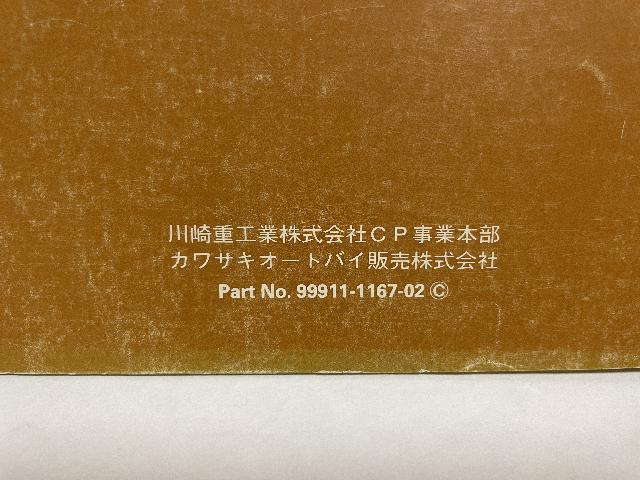 川崎重工業株式会社CP事業本部
カワサキオートバイ販売株式会社
Part No. 99911-1167-02 ©